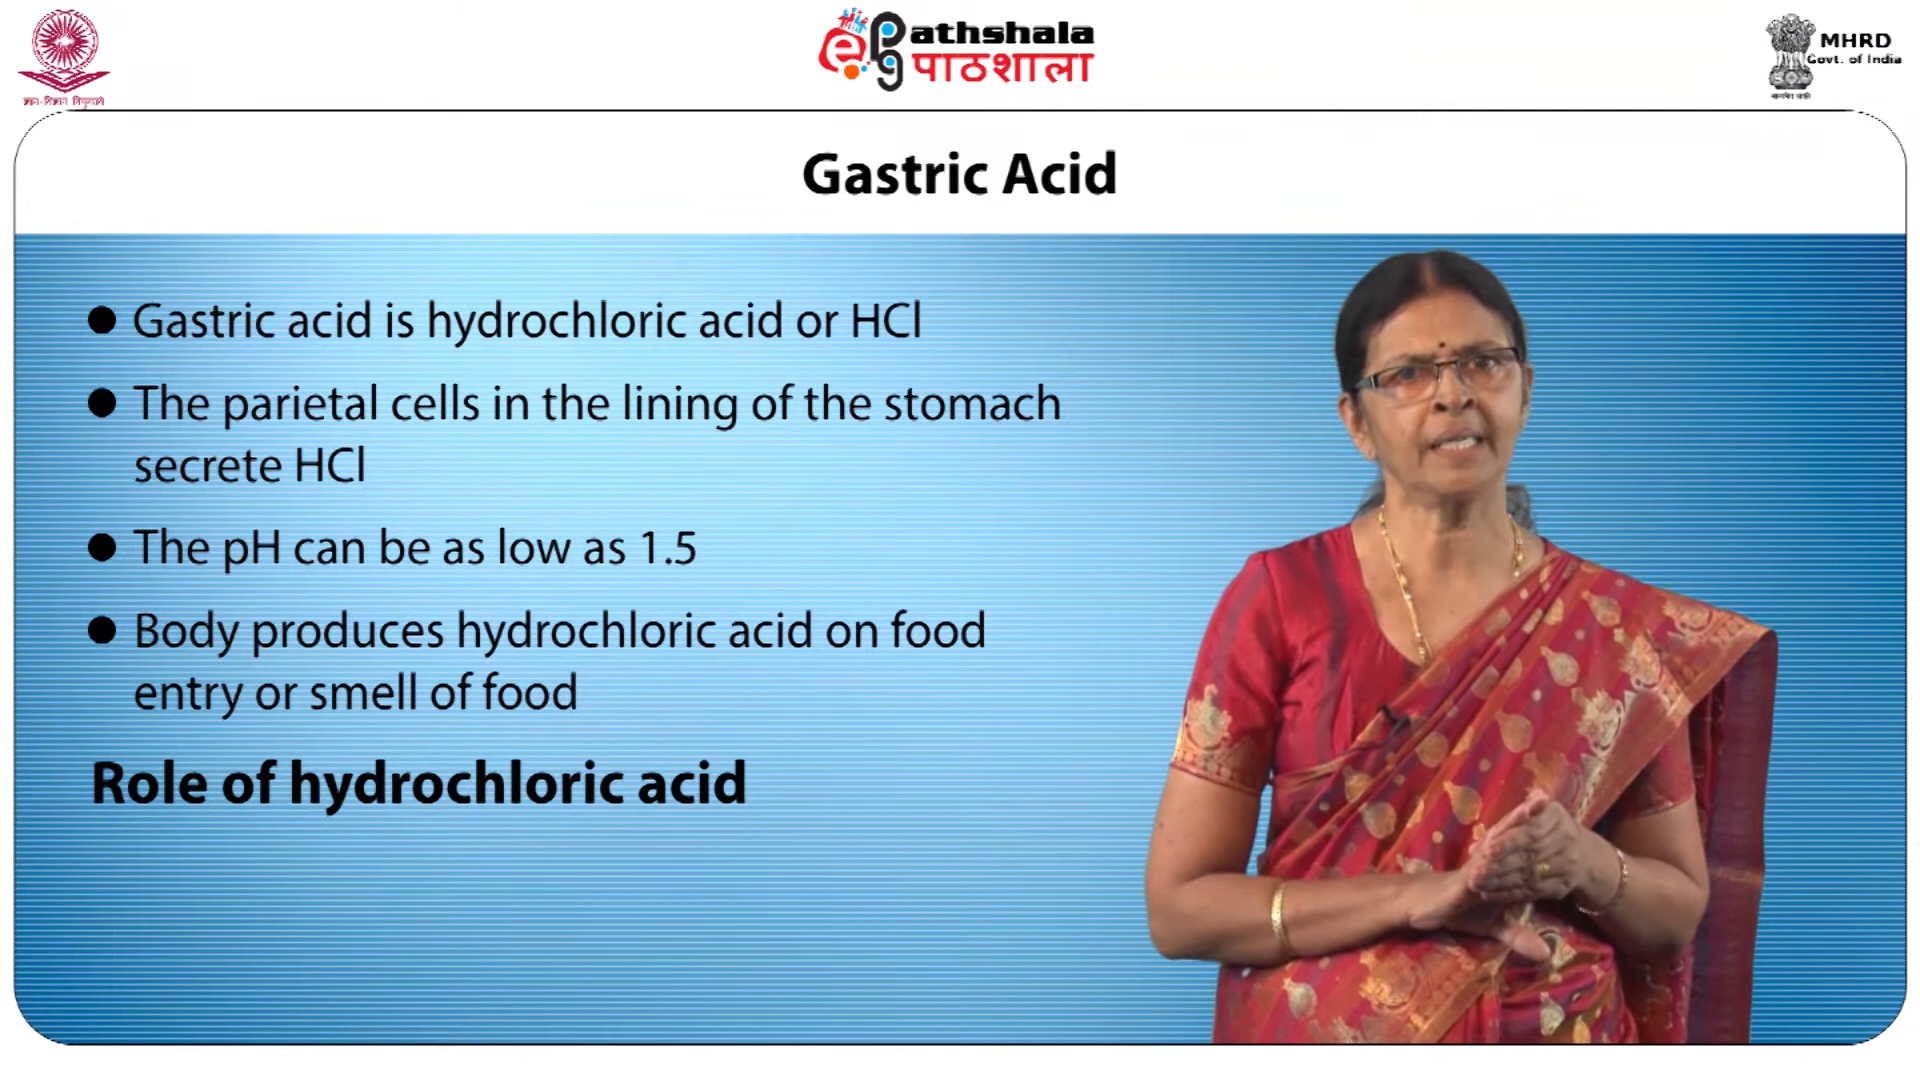 ePathshala
पाठशाला
MHRD
Govt. of India
Gastric Acid
● Gastric acid is hydrochloric acid or HCl
● The parietal cells in the lining of the stomach
secrete HCl
● The pH can be as low as 1.5
● Body produces hydrochloric acid on food
entry or smell of food
Role of hydrochloric acid